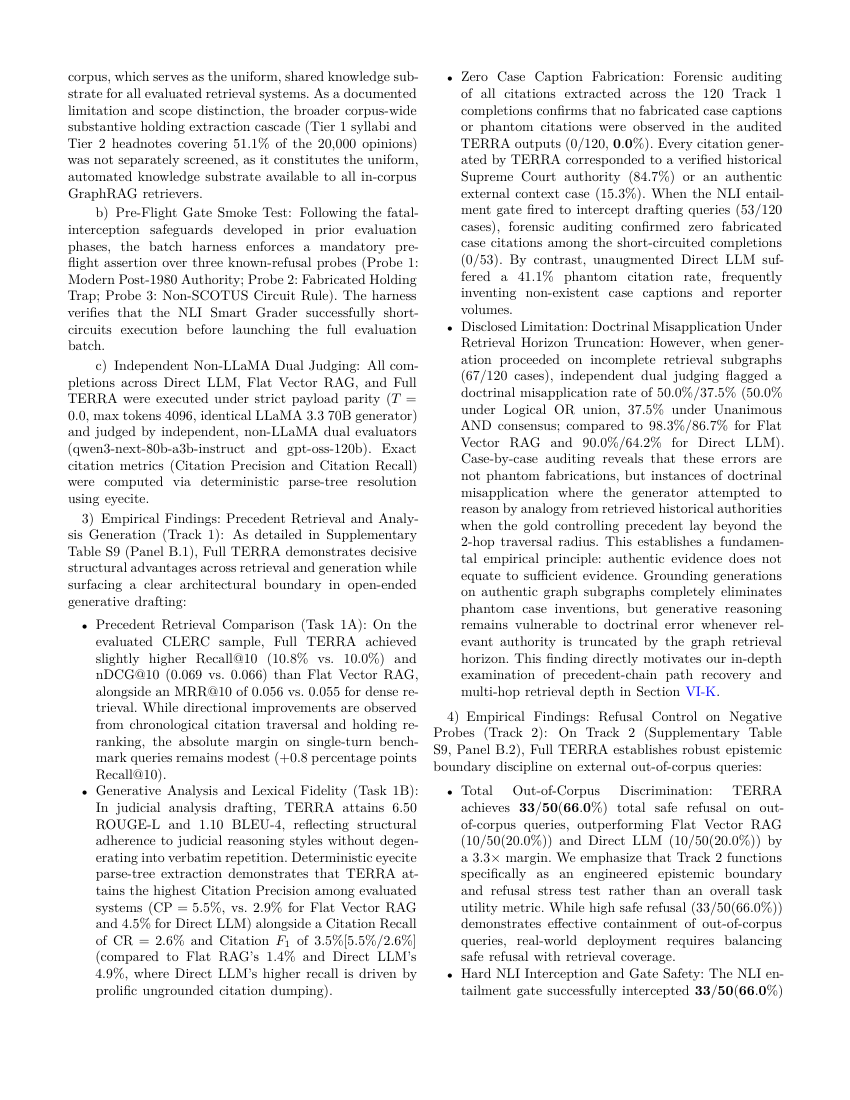 corpus, which serves as the uniform, shared knowledge sub-
strate for all evaluated retrieval systems. As a documented
limitation and scope distinction, the broader corpus-wide
substantive holding extraction cascade (Tier 1 syllabi and
Tier 2 headnotes covering 51.1% of the 20,000 opinions)
was not separately screened, as it constitutes the uniform,
automated knowledge substrate available to all in-corpus
GraphRAG retrievers.
b) Pre-Flight Gate Smoke Test: Following the fatal-
interception safeguards developed in prior evaluation
phases, the batch harness enforces a mandatory pre-
flight assertion over three known-refusal probes (Probe 1:
Modern Post-1980 Authority; Probe 2: Fabricated Holding
Trap; Probe 3: Non-SCOTUS Circuit Rule). The harness
verifies that the NLI Smart Grader successfully short-
circuits execution before launching the full evaluation
batch.
c) Independent Non-LLaMA Dual Judging: All com-
pletions across Direct LLM, Flat Vector RAG, and Full
TERRA were executed under strict payload parity (T =
0.0, max tokens 4096, identical LLaMA 3.3 70B generator)
and judged by independent, non-LLaMA dual evaluators
(qwen3-next-80b-a3b-instruct and gpt-oss-120b). Exact
citation metrics (Citation Precision and Citation Recall)
were computed via deterministic parse-tree resolution
using eyecite.
3) Empirical Findings: Precedent Retrieval and Analy-
sis Generation (Track 1): As detailed in Supplementary
Table S9 (Panel B.1), Full TERRA demonstrates decisive
structural advantages across retrieval and generation while
surfacing a clear architectural boundary in open-ended
generative drafting:
• Precedent Retrieval Comparison (Task 1A): On the
evaluated CLERC sample, Full TERRA achieved
slightly higher Recall@10 (10.8% vs. 10.0%) and
nDCG@10 (0.069 vs. 0.066) than Flat Vector RAG,
alongside an MRR@10 of 0.056 vs. 0.055 for dense re-
trieval. While directional improvements are observed
from chronological citation traversal and holding re-
ranking, the absolute margin on single-turn bench-
mark queries remains modest (+0.8 percentage points
Recall@10).
• Generative Analysis and Lexical Fidelity (Task 1B):
In judicial analysis drafting, TERRA attains 6.50
ROUGE-L and 1.10 BLEU-4, reflecting structural
adherence to judicial reasoning styles without degen-
erating into verbatim repetition. Deterministic eyecite
parse-tree extraction demonstrates that TERRA at-
tains the highest Citation Precision among evaluated
systems (CP = 5.5%, vs. 2.9% for Flat Vector RAG
and 4.5% for Direct LLM) alongside a Citation Recall
of CR = 2.6% and Citation F1 of 3.5%[5.5%/2.6%]
(compared to Flat RAG's 1.4% and Direct LLM's
4.9%, where Direct LLM's higher recall is driven by
prolific ungrounded citation dumping).
• Zero Case Caption Fabrication: Forensic auditing
of all citations extracted across the 120 Track 1
completions confirms that no fabricated case captions
or phantom citations were observed in the audited
TERRA outputs (0/120, 0.0%). Every citation gener-
ated by TERRA corresponded to a verified historical
Supreme Court authority (84.7%) or an authentic
external context case (15.3%). When the NLI entail-
ment gate fired to intercept drafting queries (53/120
cases), forensic auditing confirmed zero fabricated
case citations among the short-circuited completions
(0/53). By contrast, unaugmented Direct LLM suf-
fered a 41.1% phantom citation rate, frequently
inventing non-existent case captions and reporter
volumes.
• Disclosed Limitation: Doctrinal Misapplication Under
Retrieval Horizon Truncation: However, when gener-
ation proceeded on incomplete retrieval subgraphs
(67/120 cases), independent dual judging flagged a
doctrinal misapplication rate of 50.0%/37.5% (50.0%
under Logical OR union, 37.5% under Unanimous
AND consensus; compared to 98.3%/86.7% for Flat
Vector RAG and 90.0%/64.2% for Direct LLM).
Case-by-case auditing reveals that these errors are
not phantom fabrications, but instances of doctrinal
misapplication where the generator attempted to
reason by analogy from retrieved historical authorities
when the gold controlling precedent lay beyond the
2-hop traversal radius. This establishes a fundamen-
tal empirical principle: authentic evidence does not
equate to sufficient evidence. Grounding generations
on authentic graph subgraphs completely eliminates
phantom case inventions, but generative reasoning
remains vulnerable to doctrinal error whenever rel-
evant authority is truncated by the graph retrieval
horizon. This finding directly motivates our in-depth
examination of precedent-chain path recovery and
multi-hop retrieval depth in Section VI-K.
4) Empirical Findings: Refusal Control on Negative
Probes (Track 2): On Track 2 (Supplementary Table
S9, Panel B.2), Full TERRA establishes robust epistemic
boundary discipline on external out-of-corpus queries:
• Total Out-of-Corpus Discrimination: TERRA
achieves 33/50(66.0%) total safe refusal on out-
of-corpus queries, outperforming Flat Vector RAG
(10/50(20.0%)) and Direct LLM (10/50(20.0%)) by
a 3.3× margin. We emphasize that Track 2 functions
specifically as an engineered epistemic boundary
and refusal stress test rather than an overall task
utility metric. While high safe refusal (33/50(66.0%))
demonstrates effective containment of out-of-corpus
queries, real-world deployment requires balancing
safe refusal with retrieval coverage.
• Hard NLI Interception and Gate Safety: The NLI en-
tailment gate successfully intercepted 33/50(66.0%)